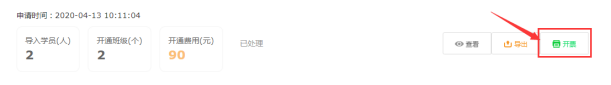 申请时间：2020-04-13 10:11:04
导入学员(人) 开通班级(个) 开通费用(元) 已处理 查看 导出 开票
2 2 90